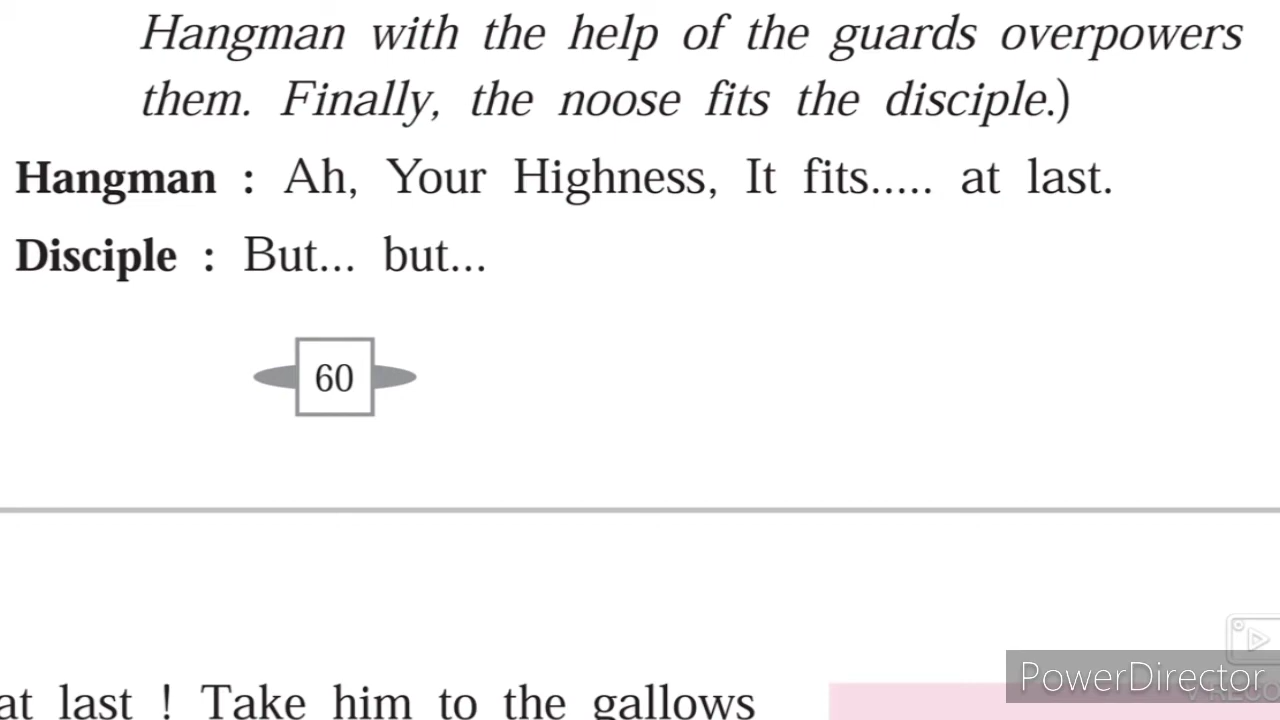 Hangman with the help of the guards overpowers
them. Finally, the noose fits the disciple.)
Hangman : Ah, Your Highness, It fits..... at last.
Disciple : But... but...
60
at last ! Take him to the gallows
PowerDirector